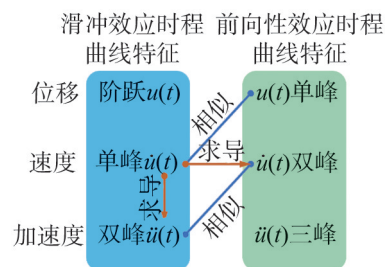 滑冲效应时程 前向性效应时程
曲线特征 曲线特征
位移 阶跃u(t) 相似 u(t)单峰
速度 单峰u̇(t) 求导 u̇(t)双峰
求导 相似
加速度 双峰ü(t) ü(t)三峰